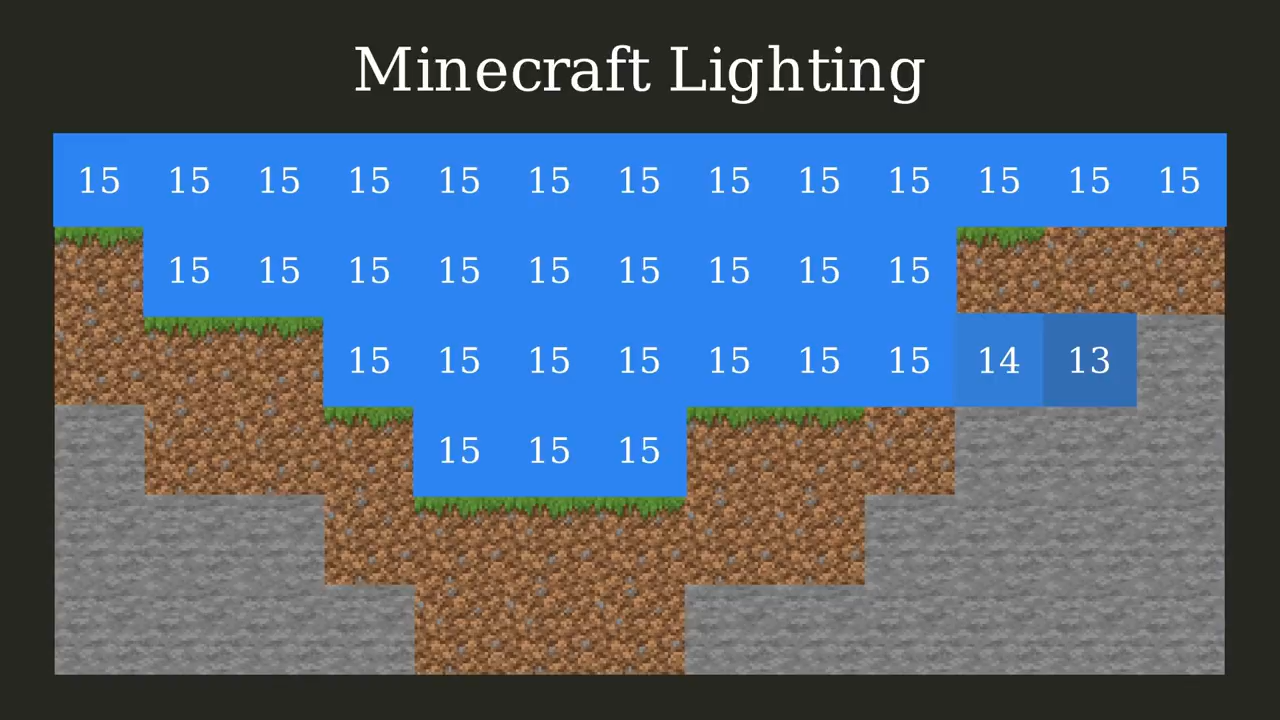 Minecraft Lighting
15 15 15 15 15 15 15 15 15 15 15 15 15
15 15 15 15 15 15 15 15 15
15 15 15 15 15 15 15 14 13
15 15 15